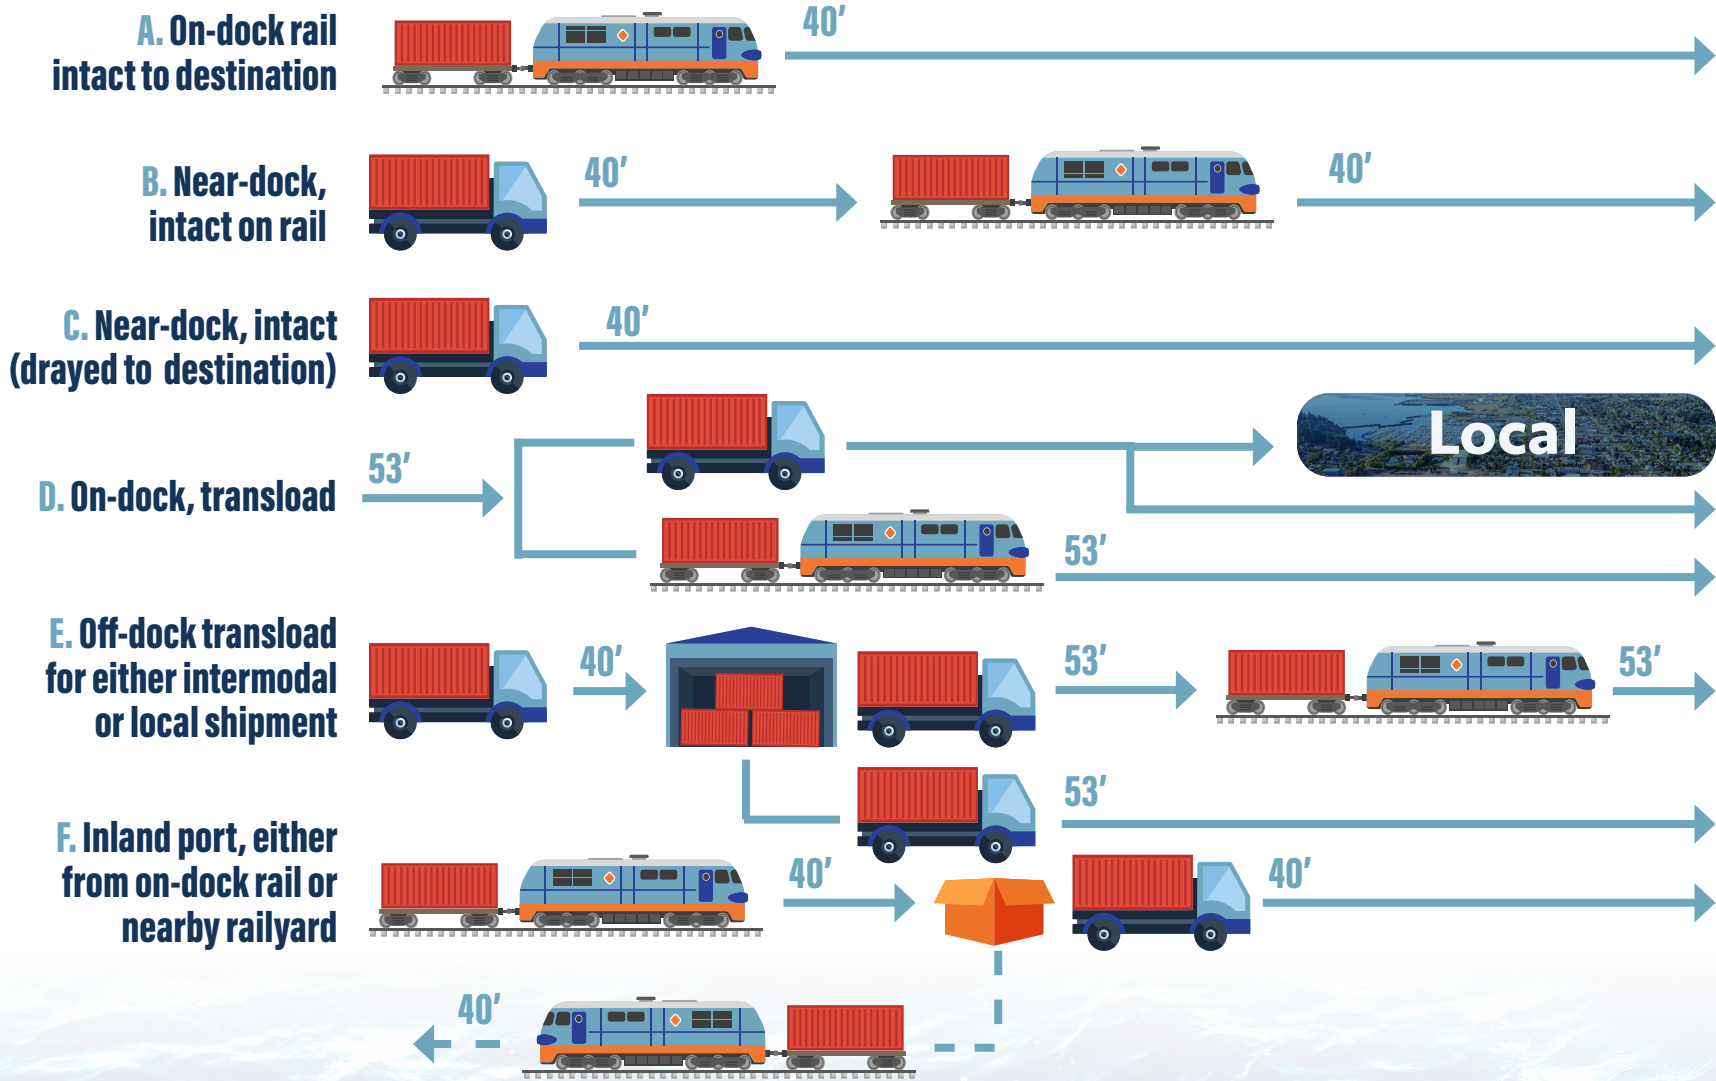 A. On-dock rail
intact to destination
40′
B. Near-dock,
intact on rail
40′
40′
C. Near-dock, intact
(drayed to destination)
40′
D. On-dock, transload
53′
Local
53′
E. Off-dock transload
for either intermodal
or local shipment
40′
53′
53′
53′
F. Inland port, either
from on-dock rail or
nearby railyard
40′
40′
40′